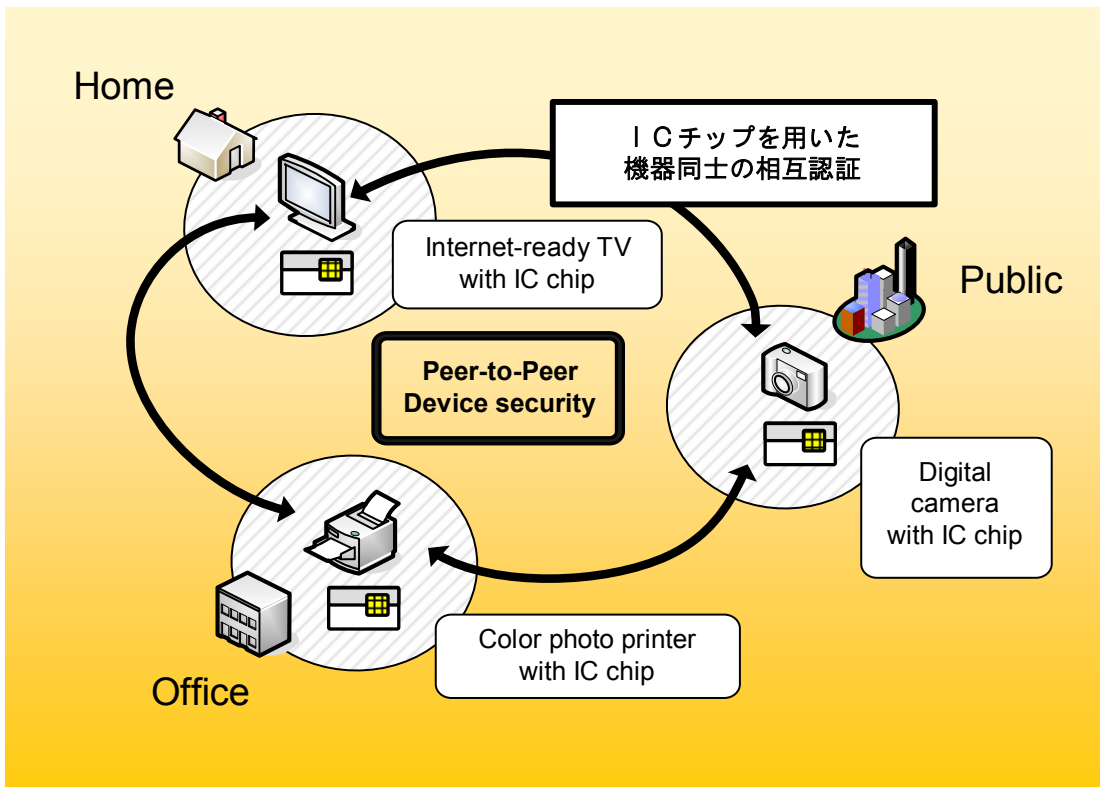 Home
ICチップを用いた
機器同士の相互認証
Internet-ready TV
with IC chip
Public
Peer-to-Peer
Device security
Digital
camera
with IC chip
Color photo printer
with IC chip
Office